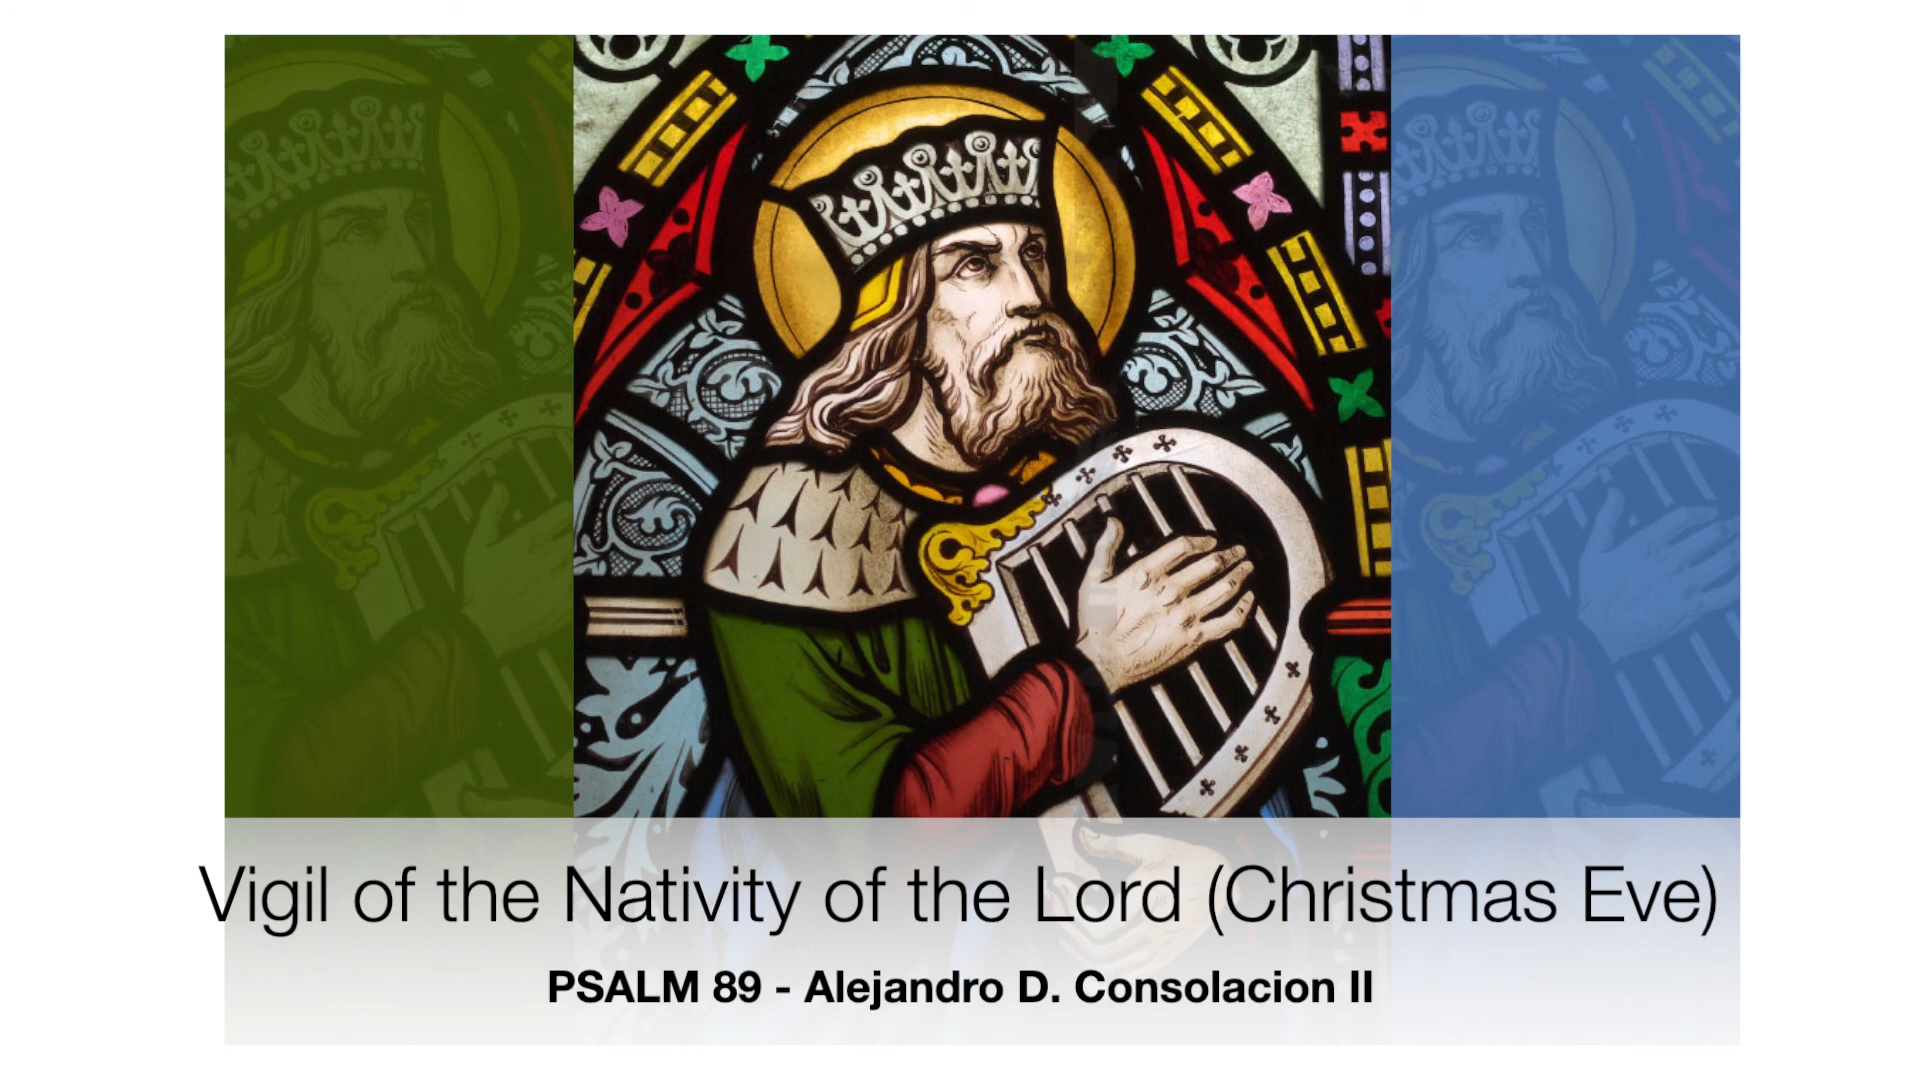 Vigil of the Nativity of the Lord (Christmas Eve)
PSALM 89 - Alejandro D. Consolacion II